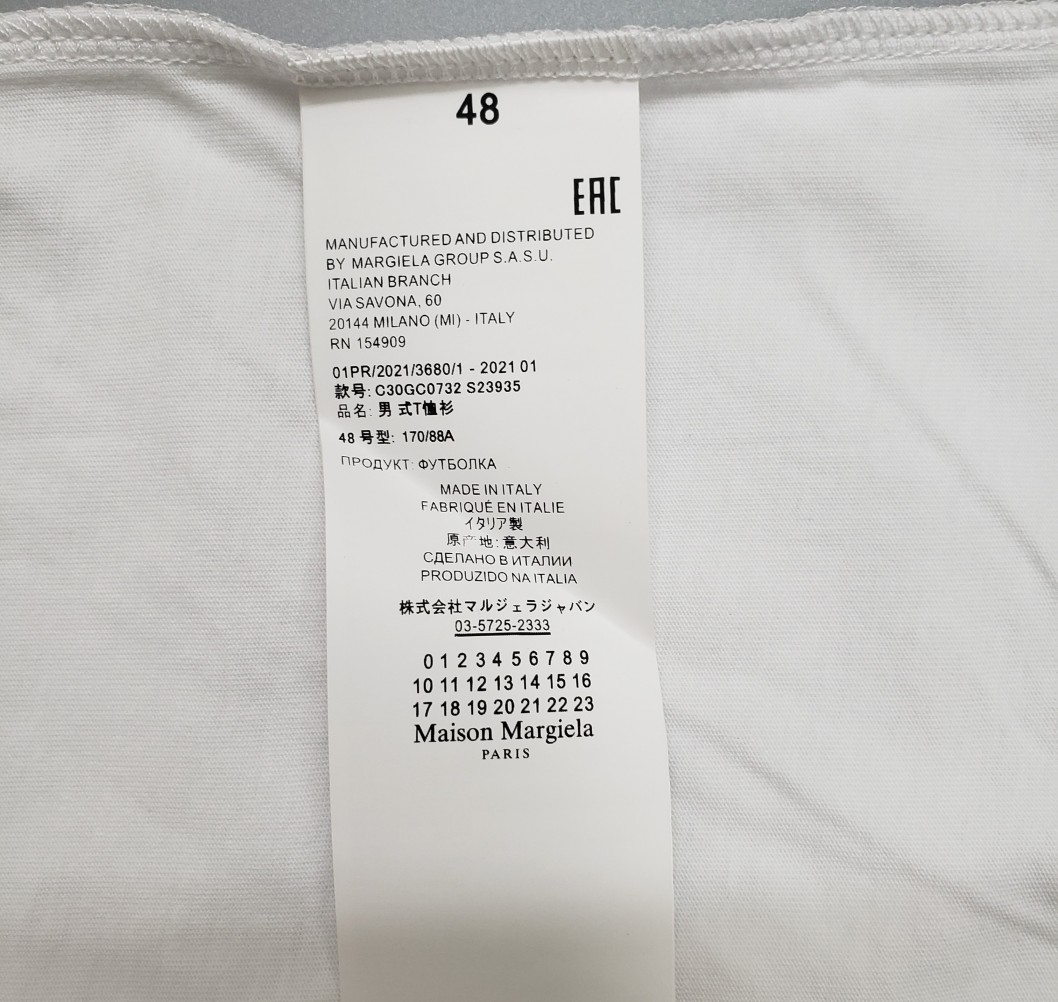 48
EAC
MANUFACTURED AND DISTRIBUTED
BY MARGIELA GROUP S.A.S.U.
ITALIAN BRANCH
VIA SAVONA, 60
20144 MILANO (MI) - ITALY
RN 154909
01PR/2021/3680/1 - 2021 01
款号: C30GC0732 S23935
品名: 男 式T恤衫
48 号型: 170/88A
ПРОДУКТ: ФУТБОЛКА
MADE IN ITALY
FABRIQUÉ EN ITALIE
イタリア製
原产地: 意大利
СДЕЛАНО В ИТАЛИИ
PRODUZIDO NA ITALIA
株式会社マルジェラジャパン
03-5725-2333
0 1 2 3 4 5 6 7 8 9
10 11 12 13 14 15 16
17 18 19 20 21 22 23
Maison Margiela
PARIS